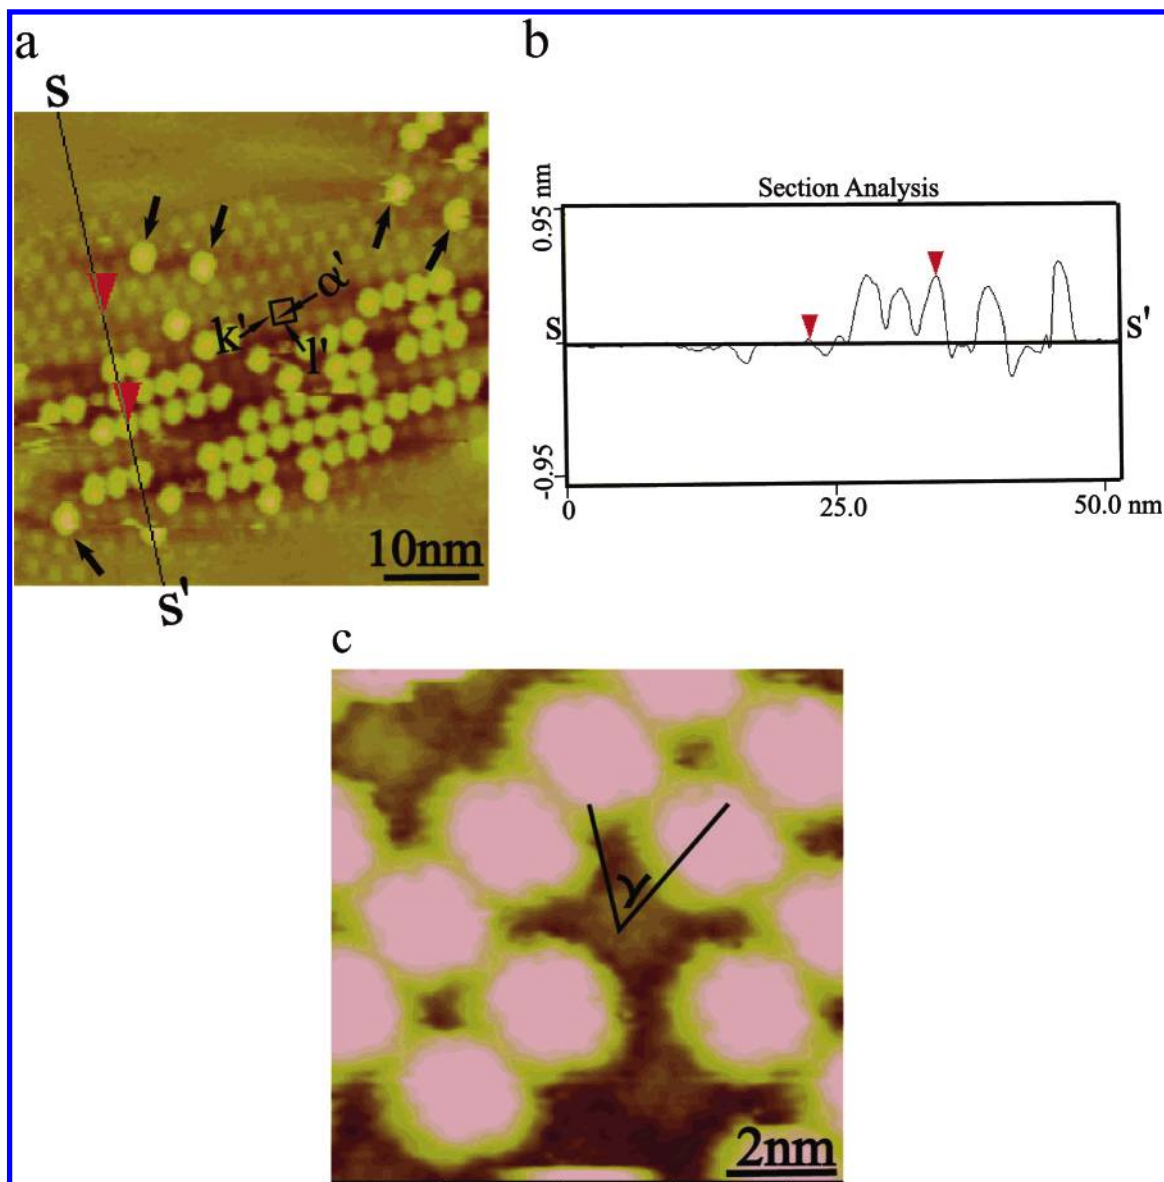 a
b
S
S'
α'
k'
l'
10nm
Section Analysis
0.95 nm
-0.95
S
S'
0
25.0
50.0 nm
c
γ
2nm